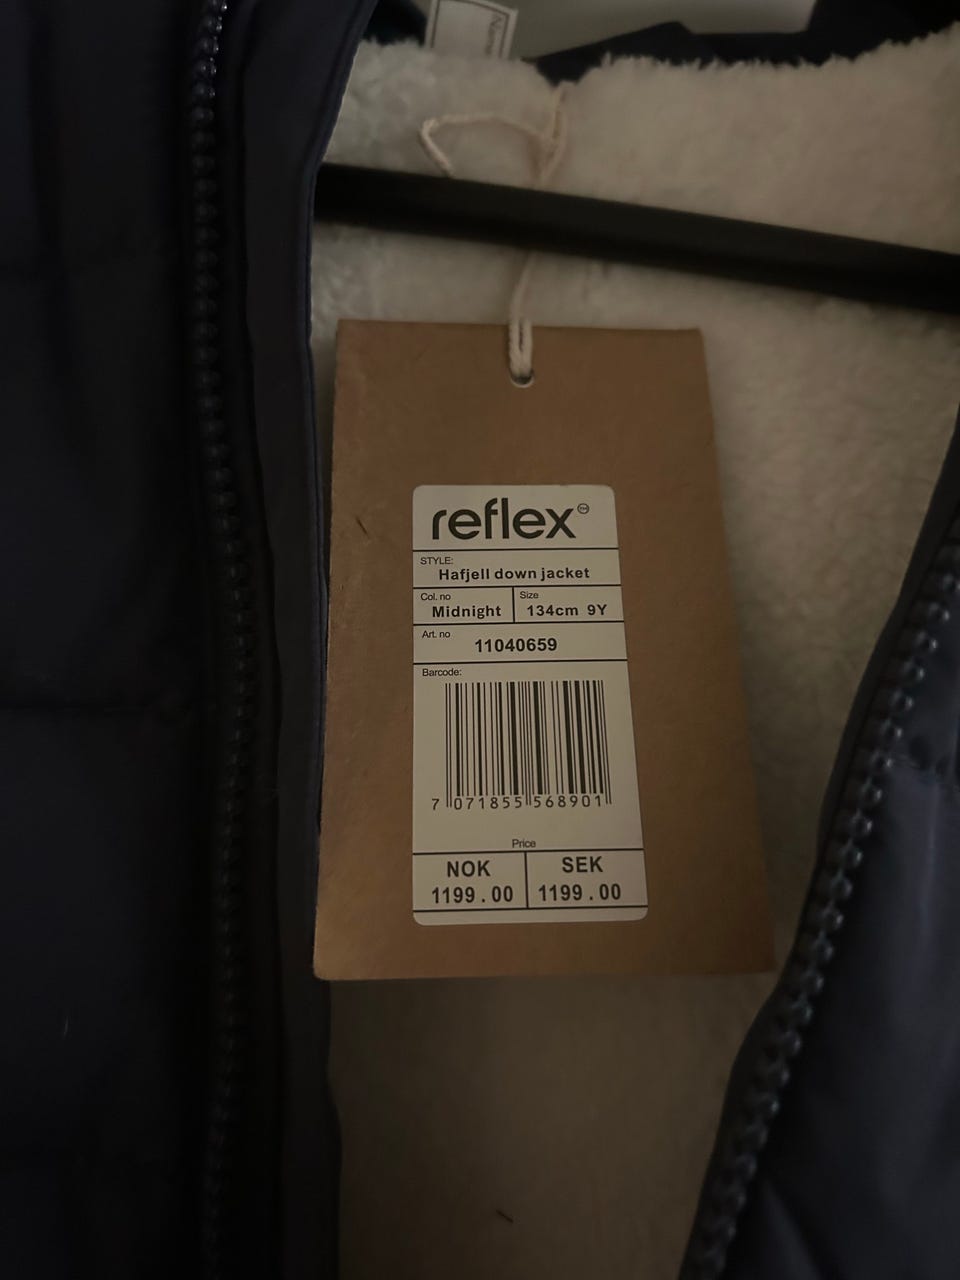 reflex
STYLE:
Hafjell down jacket
Col. no Size
Midnight 134cm 9Y
Art. no
11040659
Barcode:
7 071855 568901
Price
NOK SEK
1199.00 1199.00